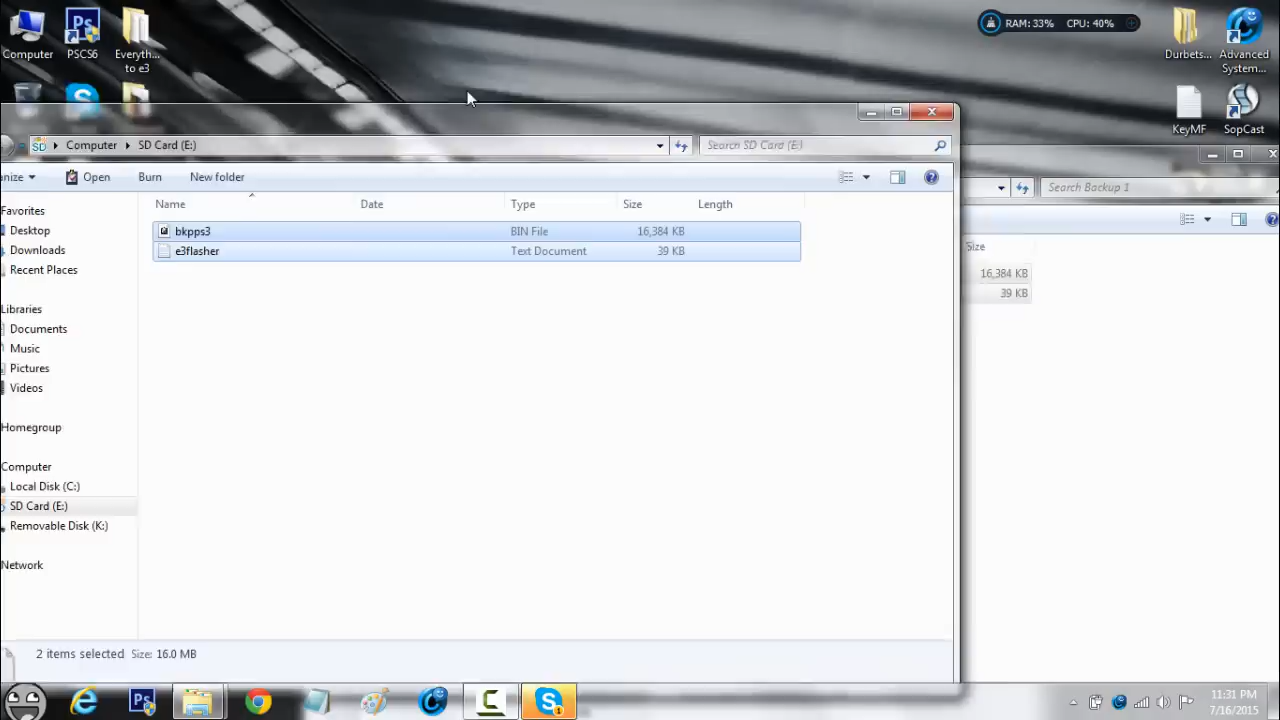 Computer
PSCS6
Everyth... to e3
RAM: 33% CPU: 40%
Durbets...
Advanced System...
KeyMF
SopCast
Computer SD Card (E:)
Search SD Card (E:)
Search Backup 1
anize Open Burn New folder
Name Date Type Size Length
bkpps3 BIN File 16,384 KB
e3flasher Text Document 39 KB
Size
16,384 KB
39 KB
Favorites
Desktop
Downloads
Recent Places
Libraries
Documents
Music
Pictures
Videos
Homegroup
Computer
Local Disk (C:)
SD Card (E:)
Removable Disk (K:)
Network
2 items selected Size: 16.0 MB
11:31 PM
7/16/2015